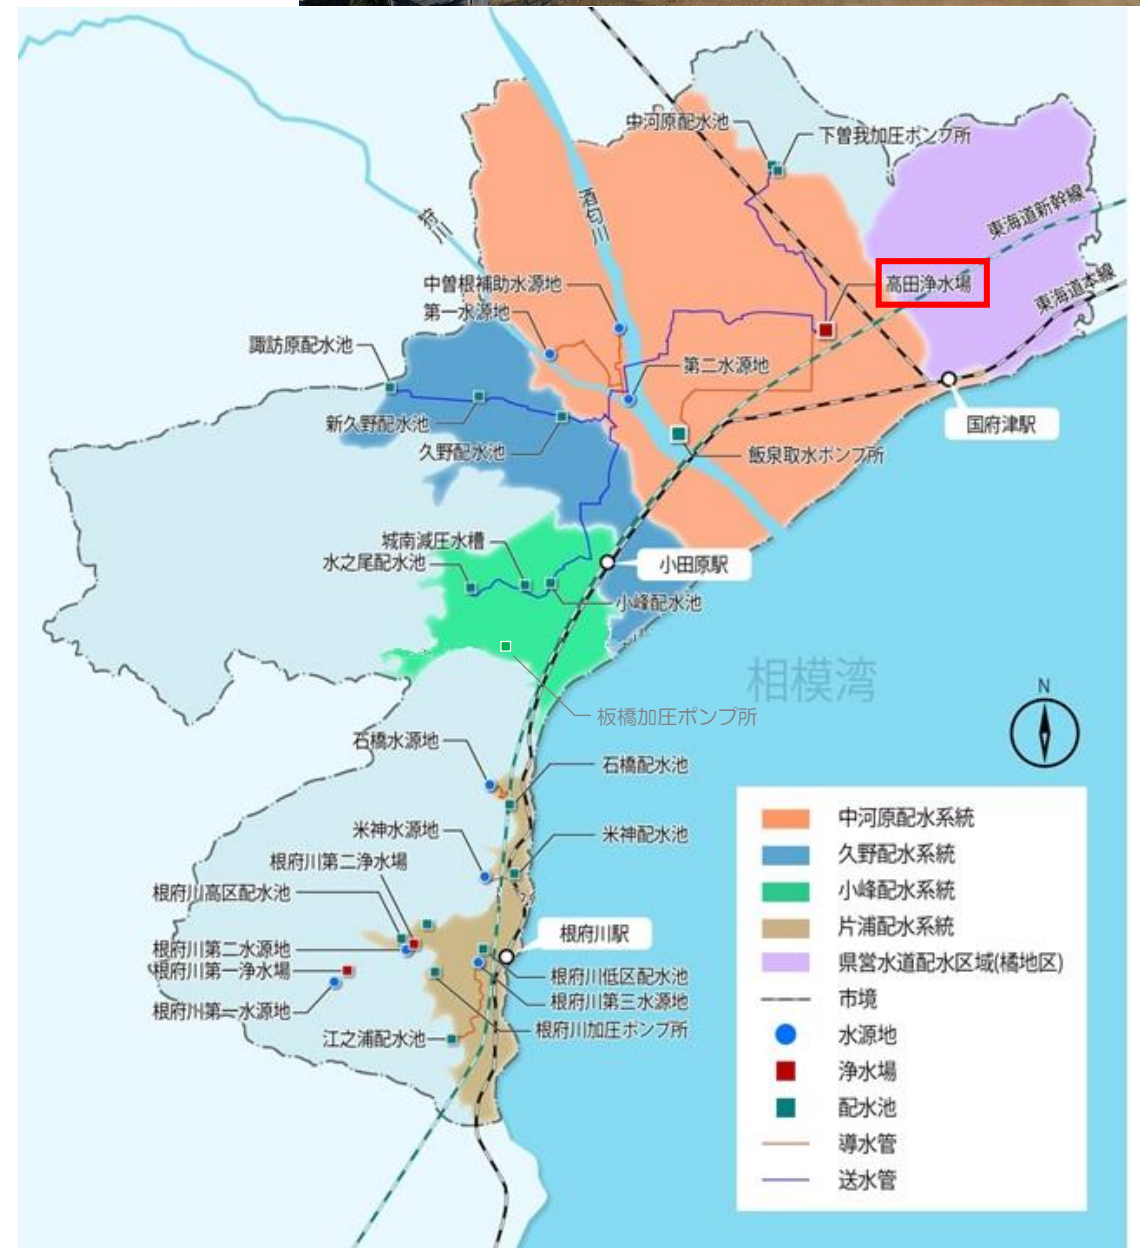 中河原配水池
下曽我加圧ポンプ所
酒匂川
狩川
東海道新幹線
東海道本線
高田浄水場
中曽根補助水源地
第一水源地
諏訪原配水池
第二水源地
新久野配水池
久野配水池
国府津駅
飯泉取水ポンプ所
城南減圧水槽
水之尾配水池
小田原駅
小峰配水池
相模湾
N
板橋加圧ポンプ所
石橋水源地
石橋配水池
米神水源地
米神配水池
根府川第二浄水場
根府川高区配水池
根府川駅
根府川第二水源地
根府川第一浄水場
根府川低区配水池
根府川第三水源地
根府川第一水源地
根府川加圧ポンプ所
江之浦配水池
中河原配水系統
久野配水系統
小峰配水系統
片浦配水系統
県営水道配水区域(橘地区)
市境
水源地
浄水場
配水池
導水管
送水管